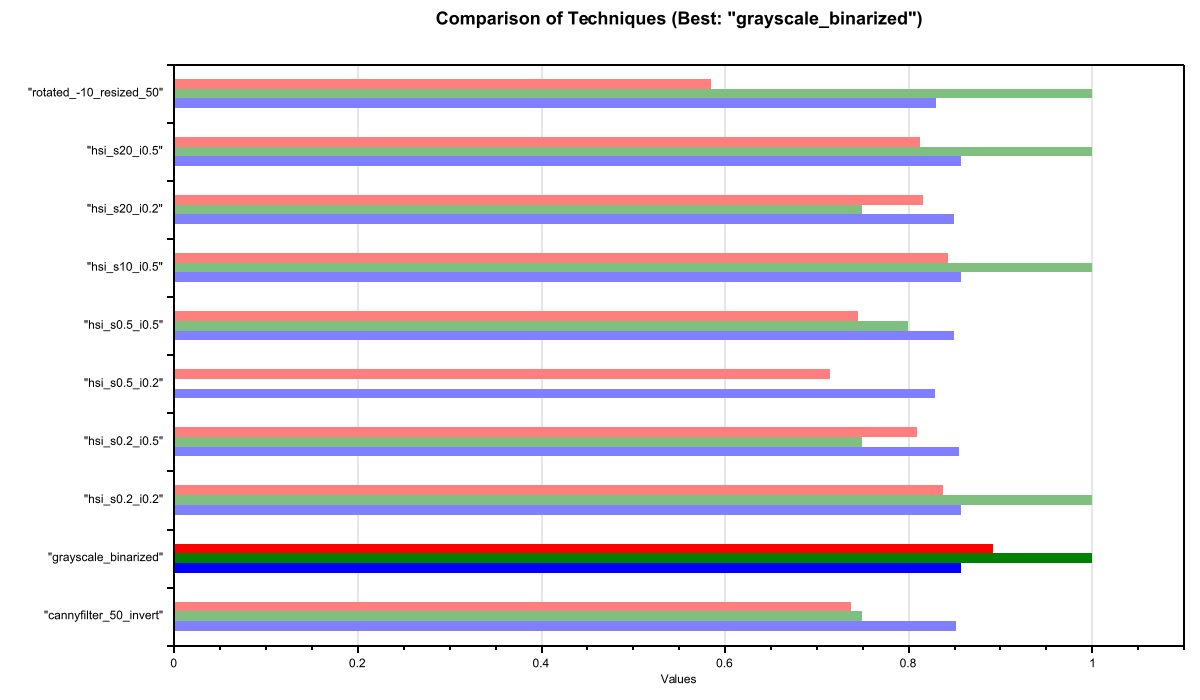 Comparison of Techniques (Best: "grayscale_binarized")
"rotated_-10_resized_50"
"hsi_s20_i0.5"
"hsi_s20_i0.2"
"hsi_s10_i0.5"
"hsi_s0.5_i0.5"
"hsi_s0.5_i0.2"
"hsi_s0.2_i0.5"
"hsi_s0.2_i0.2"
"grayscale_binarized"
"cannyfilter_50_invert"
0 0.2 0.4 0.6 0.8 1
Values